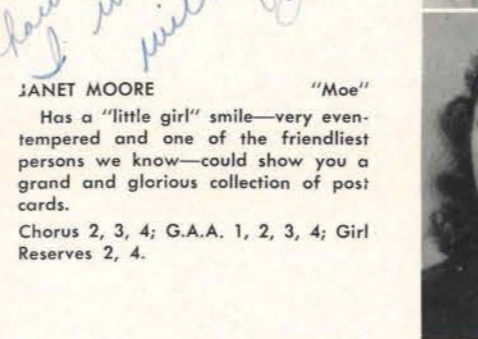 I
JANET MOORE "Moe"
Has a "little girl" smile—very even-
tempered and one of the friendliest
persons we know—could show you a
grand and glorious collection of post
cards.
Chorus 2, 3, 4; G.A.A. 1, 2, 3, 4; Girl
Reserves 2, 4.